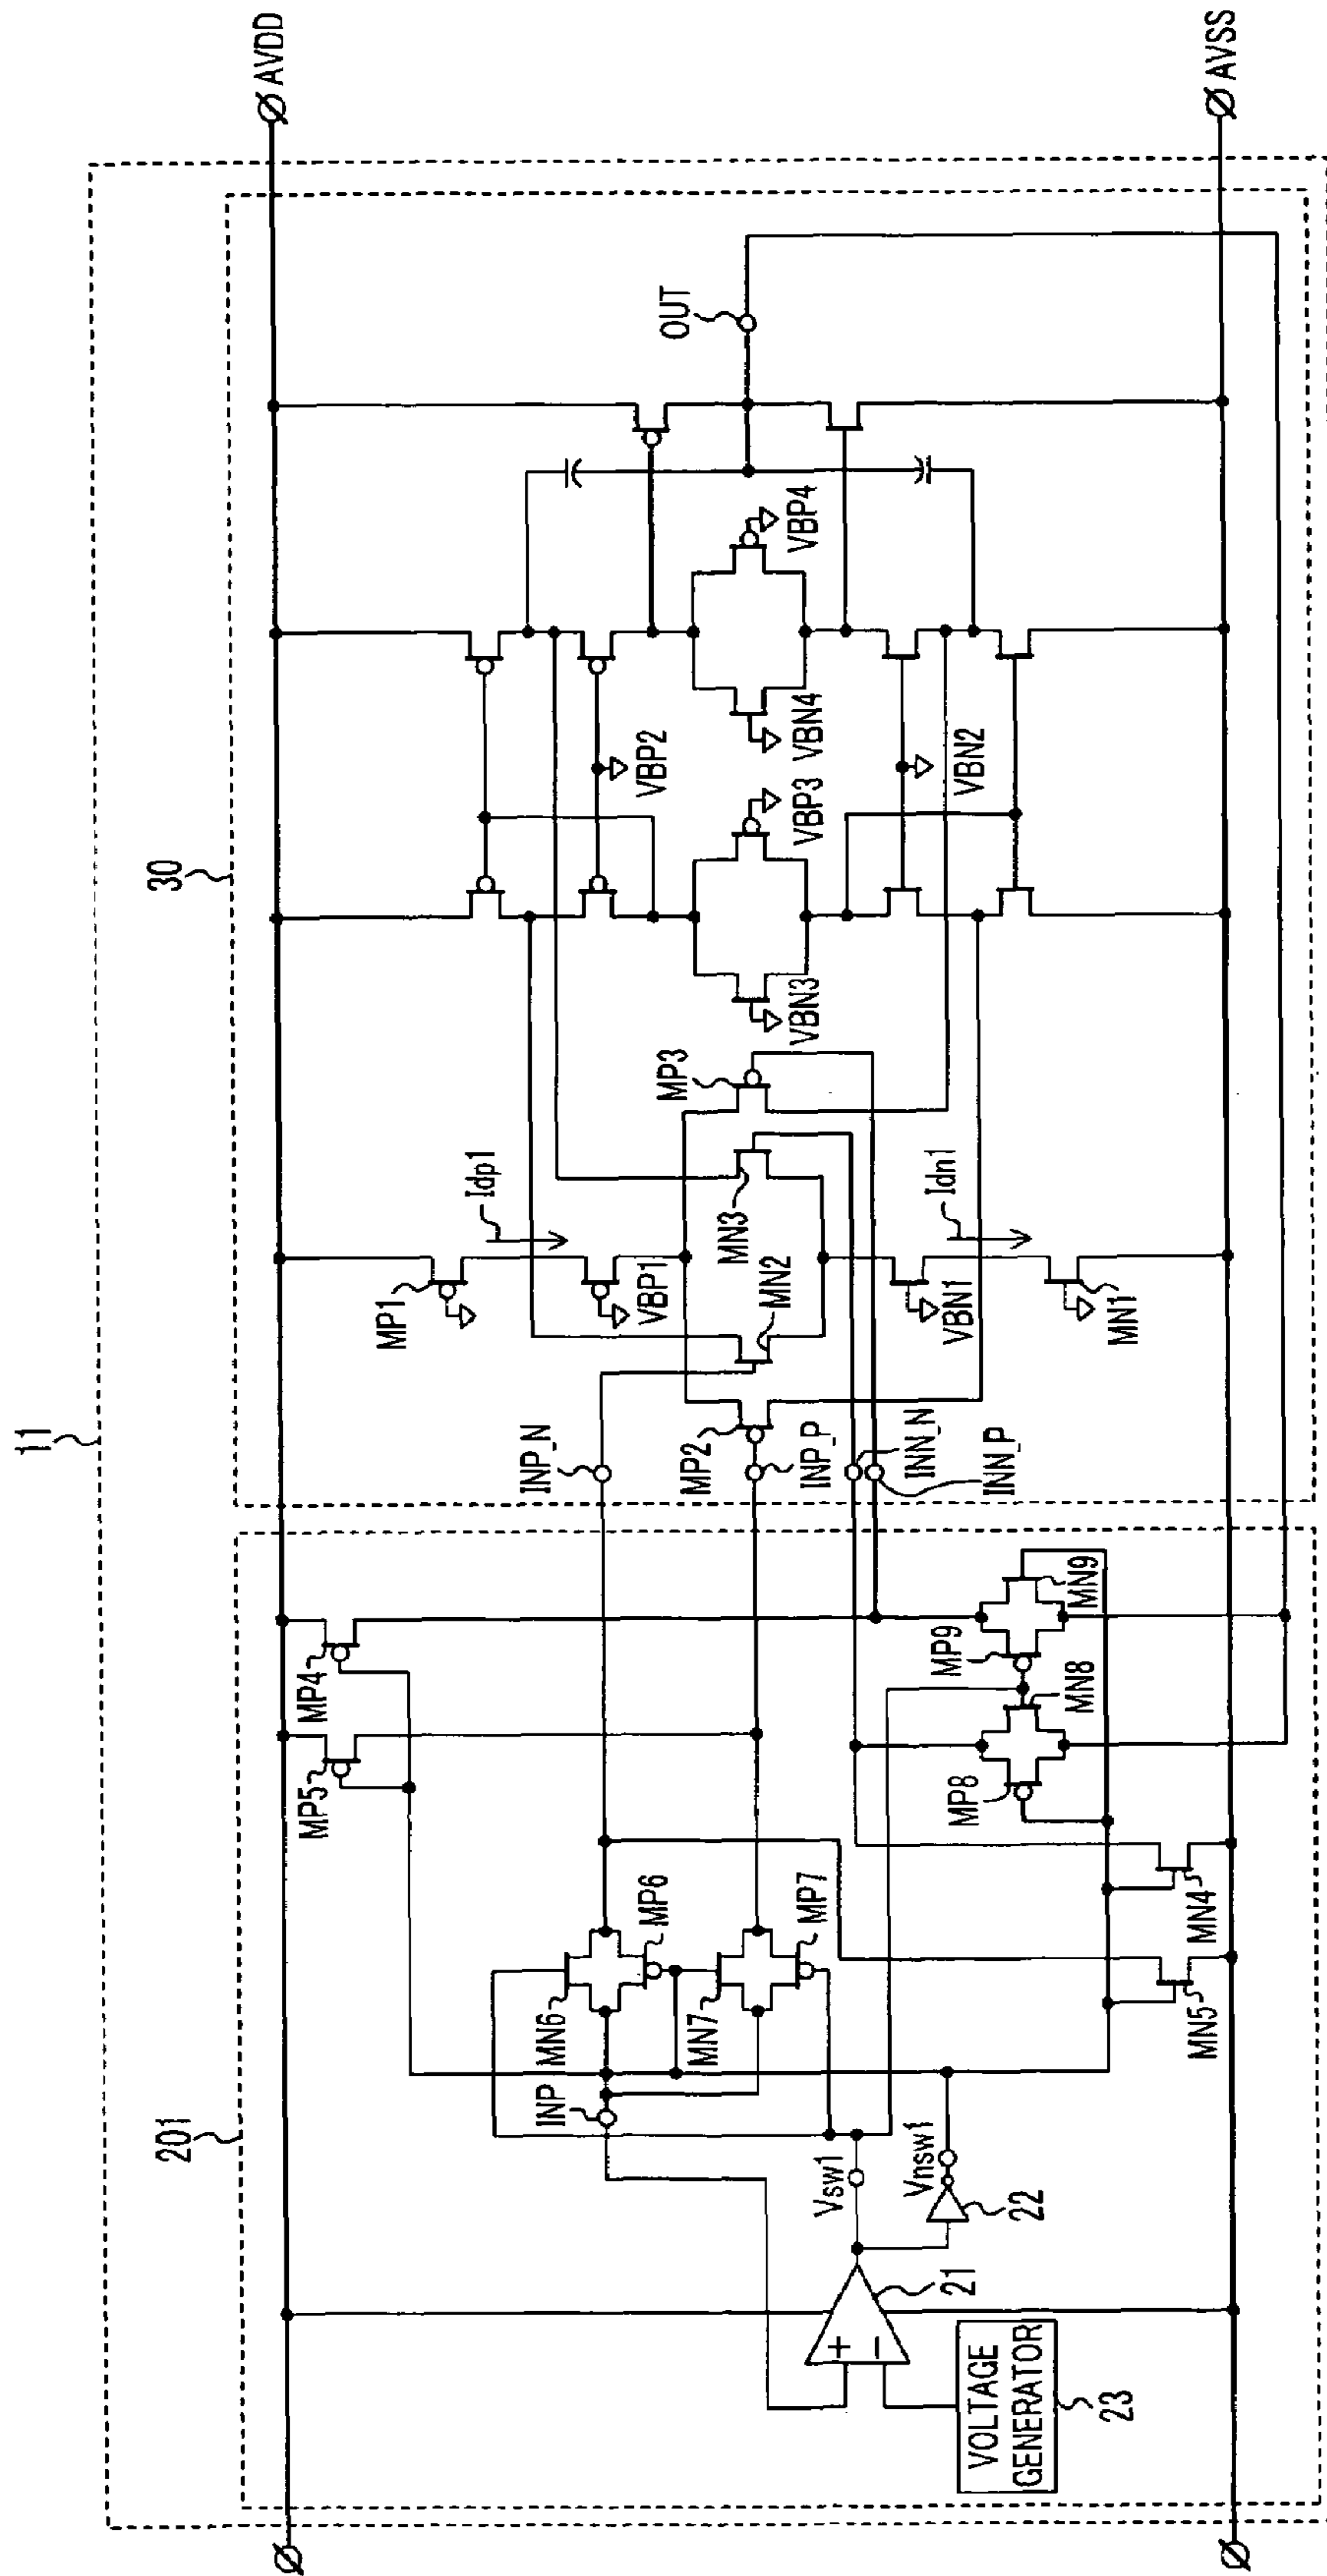 11
201
30
AVDD
AVSS
MP5
MP4
MP1
Idp1
VBP1
VBP2
OUT
INP_N
MN2
MN3
MP3
VBN3
VBP3
VBN4
VBP4
INP
MN6
MP6
MN7
MP7
MP2
INP_P
INN_N
INN_P
VBN1
Idn1
MN1
VBN2
Vsw1
Vnsw1
22
21
+
−
VOLTAGE
GENERATOR
23
MP8
MN8
MP9
MN9
MN5
MN4